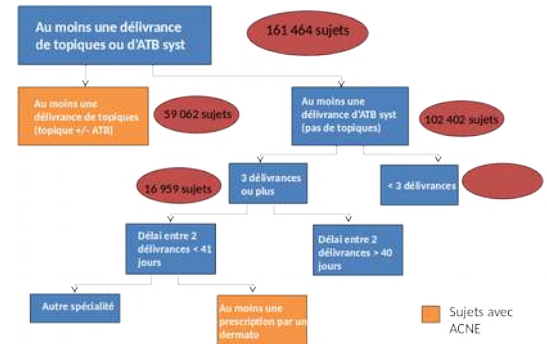 Au moins une délivrance
de topiques ou d'ATB syst
161 464 sujets
Au moins une
délivrance de topiques
(topique +/- ATB)
59 062 sujets
Au moins une
délivrance d'ATB syst
(pas de topiques)
102 402 sujets
16 959 sujets
3 délivrances
ou plus
< 3 délivrances
Délai entre 2
délivrances < 41
jours
Délai entre 2
délivrances > 40
jours
Autre spécialité
Au moins une
prescription par un
dermato
Sujets avec
ACNE